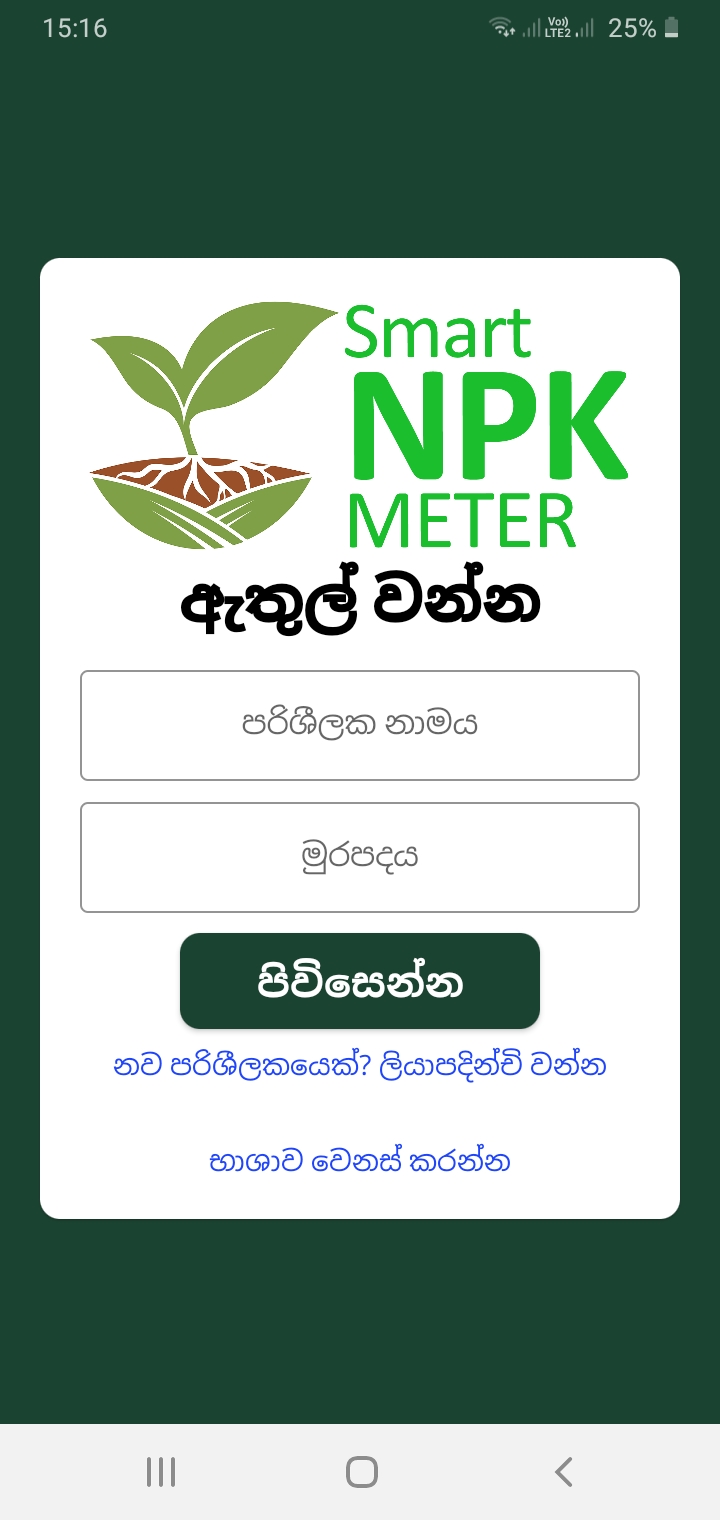 15:16
Vo)) LTE2 25%
Smart
NPK
METER
ඇතුල් වන්න
පරිශීලක නාමය
මුරපදය
පිවිසෙන්න
නව පරිශීලකයෙක්? ලියාපදින්චි වන්න
භාශාව වෙනස් කරන්න